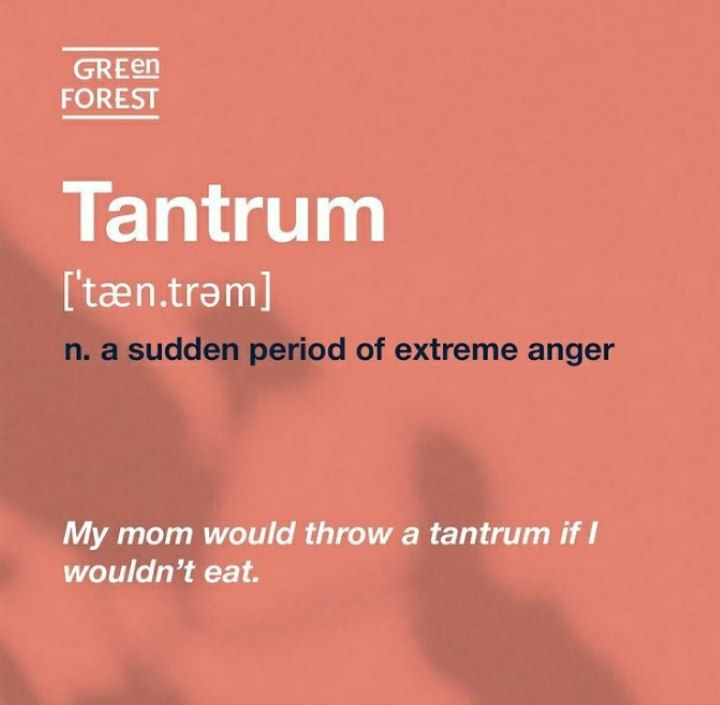 GREen
FOREST
Tantrum
[ˈtæn.trəm]
n. a sudden period of extreme anger
My mom would throw a tantrum if I
wouldn’t eat.